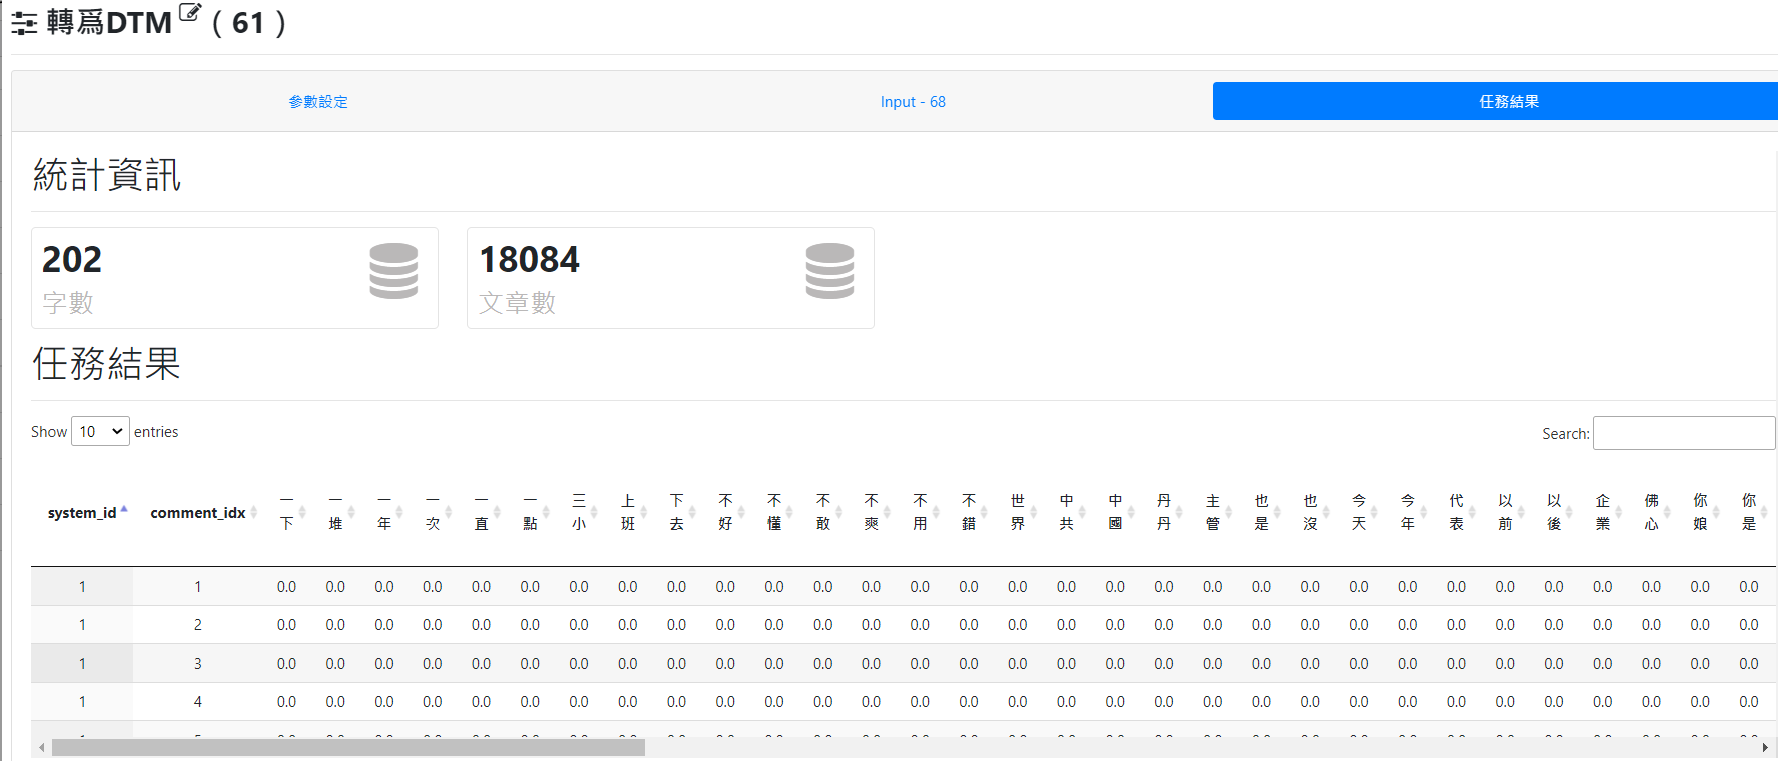 轉爲DTM（61）
參數設定 Input - 68 任務結果
統計資訊
202 18084
字數 文章數
任務結果
Show 10 entries Search:
system_id comment_idx 一下 一堆 一年 一次 一直 一點 三小 上班 下去 不好 不懂 不敢 不爽 不用 不錯 世界 中共 中國 丹丹 主管 也是 也沒 今天 今年 代表 以前 以後 企業 佛心 你娘 你是
1 1 0.0 0.0 0.0 0.0 0.0 0.0 0.0 0.0 0.0 0.0 0.0 0.0 0.0 0.0 0.0 0.0 0.0 0.0 0.0 0.0 0.0 0.0 0.0 0.0 0.0 0.0 0.0 0.0 0.0 0.0 0.0
1 2 0.0 0.0 0.0 0.0 0.0 0.0 0.0 0.0 0.0 0.0 0.0 0.0 0.0 0.0 0.0 0.0 0.0 0.0 0.0 0.0 0.0 0.0 0.0 0.0 0.0 0.0 0.0 0.0 0.0 0.0 0.0
1 3 0.0 0.0 0.0 0.0 0.0 0.0 0.0 0.0 0.0 0.0 0.0 0.0 0.0 0.0 0.0 0.0 0.0 0.0 0.0 0.0 0.0 0.0 0.0 0.0 0.0 0.0 0.0 0.0 0.0 0.0 0.0
1 4 0.0 0.0 0.0 0.0 0.0 0.0 0.0 0.0 0.0 0.0 0.0 0.0 0.0 0.0 0.0 0.0 0.0 0.0 0.0 0.0 0.0 0.0 0.0 0.0 0.0 0.0 0.0 0.0 0.0 0.0 0.0